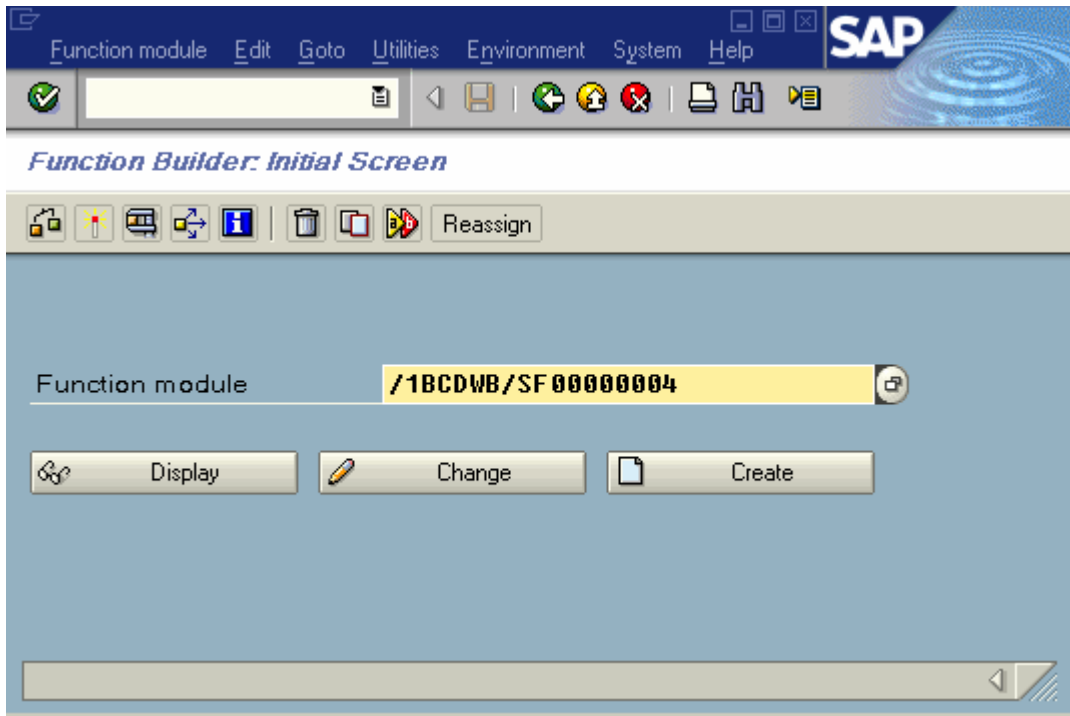 Function module Edit Goto Utilities Environment System Help
SAP
Function Builder: Initial Screen
Reassign
Function module /1BCDWB/SF00000004
Display Change Create